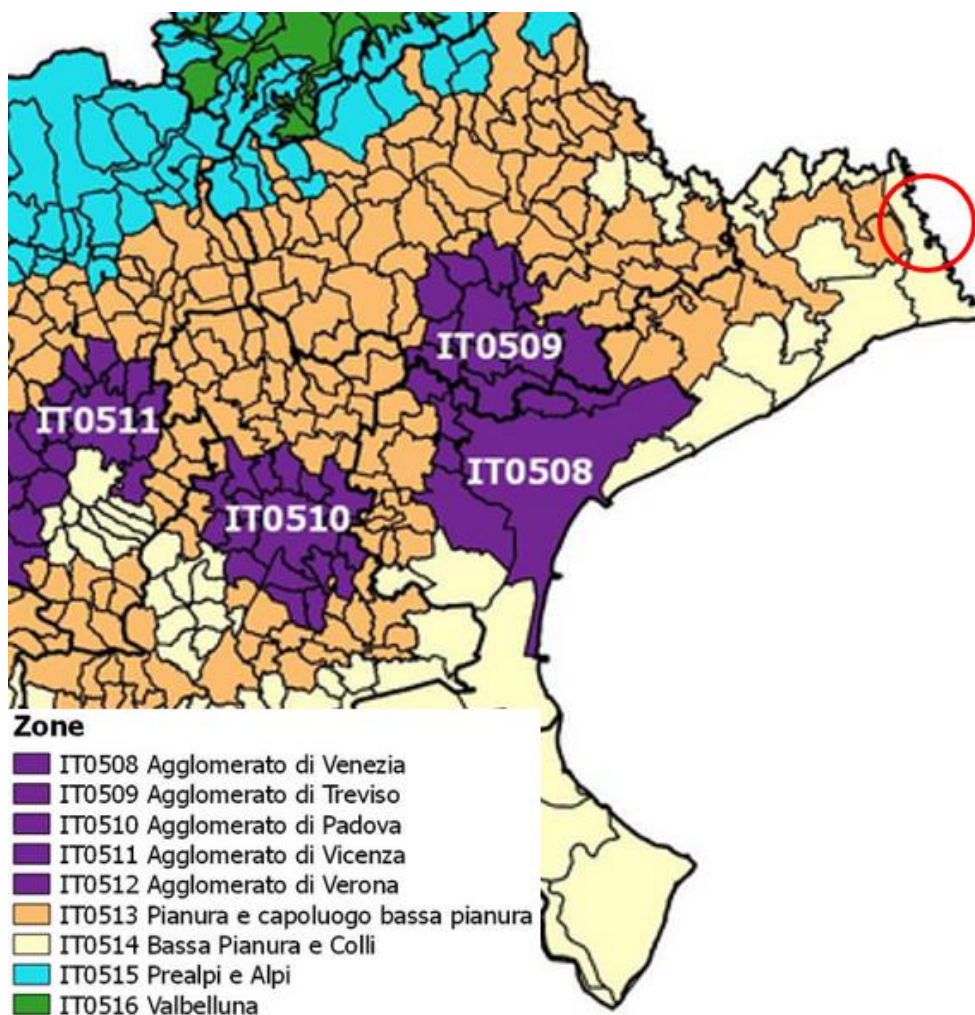 IT0509
IT0511
IT0508
IT0510
Zone
IT0508 Agglomerato di Venezia
IT0509 Agglomerato di Treviso
IT0510 Agglomerato di Padova
IT0511 Agglomerato di Vicenza
IT0512 Agglomerato di Verona
IT0513 Pianura e capoluogo bassa pianura
IT0514 Bassa Pianura e Colli
IT0515 Prealpi e Alpi
IT0516 Valbelluna